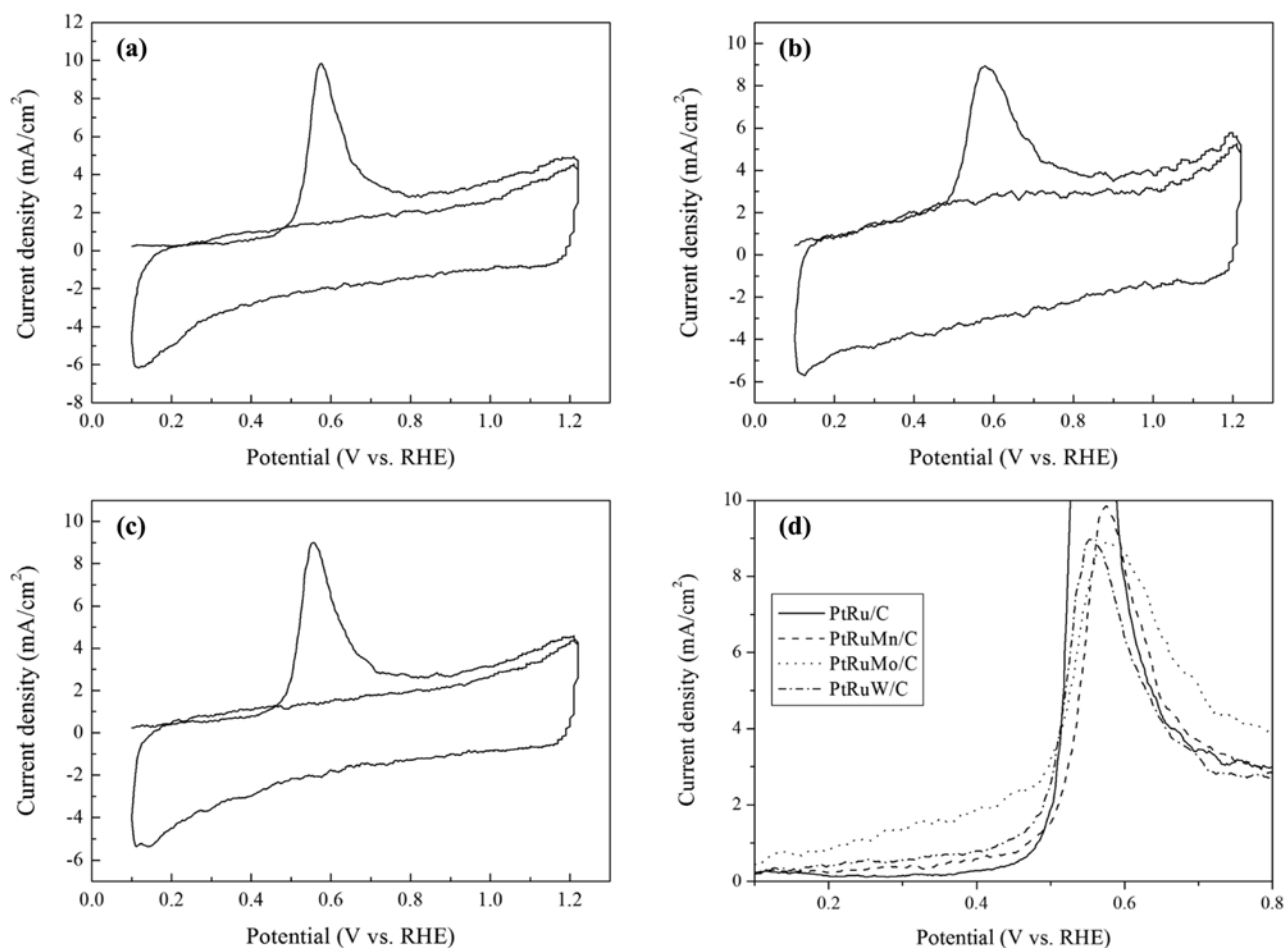 (a)
Current density (mA/cm²)
12
10
8
6
4
2
0
-2
-4
-6
-8
0.0 0.2 0.4 0.6 0.8 1.0 1.2
Potential (V vs. RHE)
(b)
Current density (mA/cm²)
10
8
6
4
2
0
-2
-4
-6
0.0 0.2 0.4 0.6 0.8 1.0 1.2
Potential (V vs. RHE)
(c)
Current density (mA/cm²)
10
8
6
4
2
0
-2
-4
-6
0.0 0.2 0.4 0.6 0.8 1.0 1.2
Potential (V vs. RHE)
(d)
Current density (mA/cm²)
10
8
6
4
2
0
PtRu/C
PtRuMn/C
PtRuMo/C
PtRuW/C
0.2 0.4 0.6 0.8
Potential (V vs. RHE)